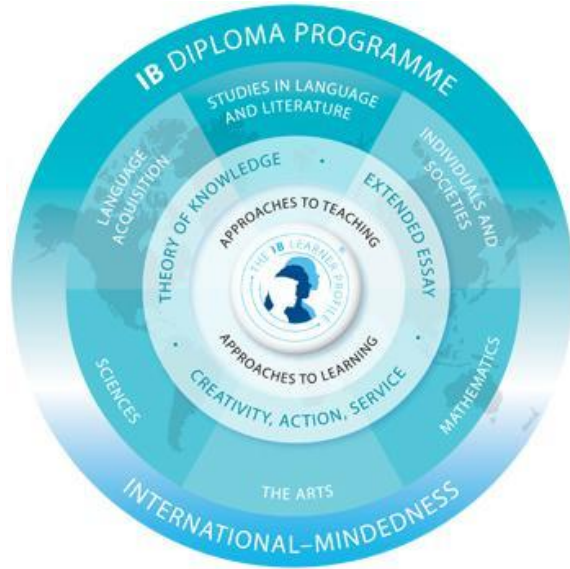 IB DIPLOMA PROGRAMME
STUDIES IN LANGUAGE
AND LITERATURE
LANGUAGE
ACQUISITION
INDIVIDUALS AND
SOCIETIES
THEORY OF KNOWLEDGE
·
EXTENDED ESSAY
APPROACHES TO TEACHING
THE IB LEARNER PROFILE
®
APPROACHES TO LEARNING
·
CREATIVITY, ACTION, SERVICE
·
SCIENCES
MATHEMATICS
THE ARTS
INTERNATIONAL–MINDEDNESS